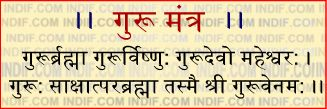 ।। गुरू मंत्र ।।
गुरूर्ब्रह्मा गुरूर्विष्णु: गुरूदेवो महेश्वर: ।
गुरू: साक्षात्परब्रह्मा तस्मै श्री गुरूवेनम: ।।